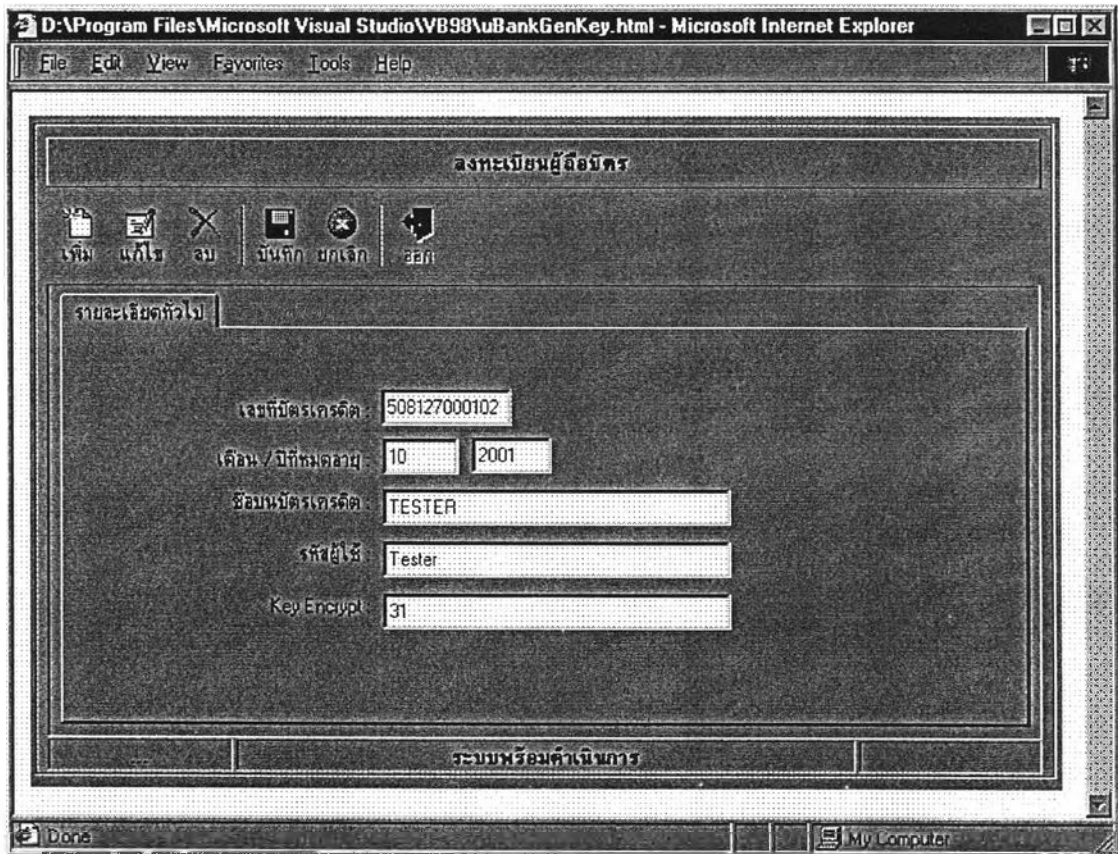 D:\Program Files\Microsoft Visual Studio\VB98\uBankGenKey.html - Microsoft Internet Explorer
File Edit View Favorites Tools Help
ลงทะเบียนผู้ถือบัตร
เพิ่ม แก้ไข ลบ บันทึก ยกเลิก ออก
รายละเอียดทั่วไป
เลขที่บัตรเครดิต : 508127000102
เดือน / ปีที่หมดอายุ : 10 2001
ชื่อบนบัตรเครดิต : TESTER
รหัสผู้ใช้ : Tester
Key Encrypt : 31
ระบบพร้อมดำเนินการ
Done My Computer